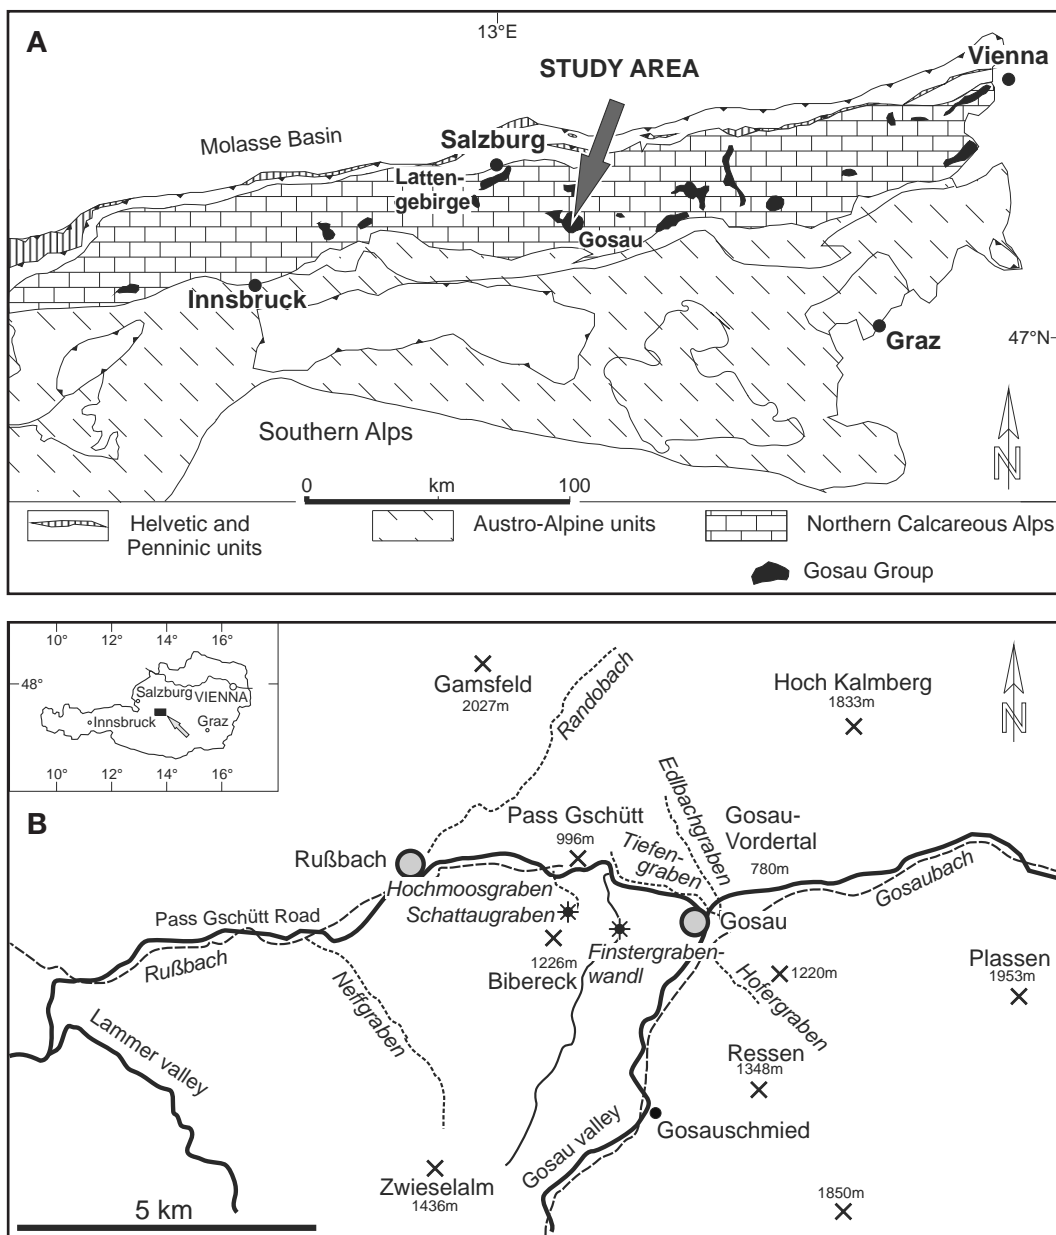 A
13°E
Vienna
STUDY AREA
Molasse Basin
Salzburg
Latten-
gebirge
Gosau
Innsbruck
Graz
47°N
Southern Alps
N
0 km 100
Helvetic and
Penninic units
Austro-Alpine units
Northern Calcareous Alps
Gosau Group
10° 12° 14° 16°
48°
Salzburg
VIENNA
Innsbruck
Graz
10° 12° 14° 16°
B
Gamsfeld
2027m
Randobach
Hoch Kalmberg
1833m
N
Edlbachgraben
Pass Gschütt
996m
Gosau-
Vordertal
780m
Tiefen-
graben
Rußbach
Gosaubach
Hochmoosgraben
Schattaugraben
Pass Gschütt Road
Gosau
Rußbach
Finstergraben-
wandl
1226m
Bibereck
Neffgraben
Hofergraben
1220m
Plassen
1953m
Lammer valley
Ressen
1348m
Gosauschmied
Gosau valley
Zwieselalm
1436m
1850m
5 km